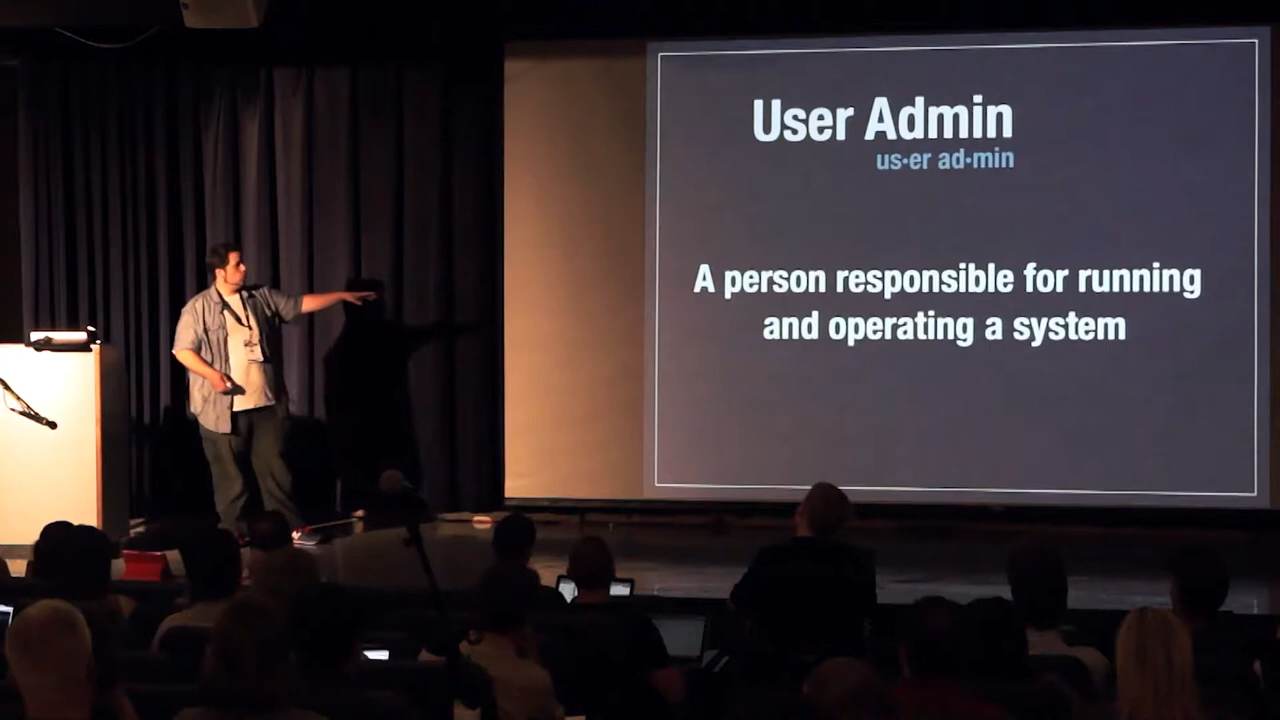 User Admin
us·er ad·min
A person responsible for running
and operating a system